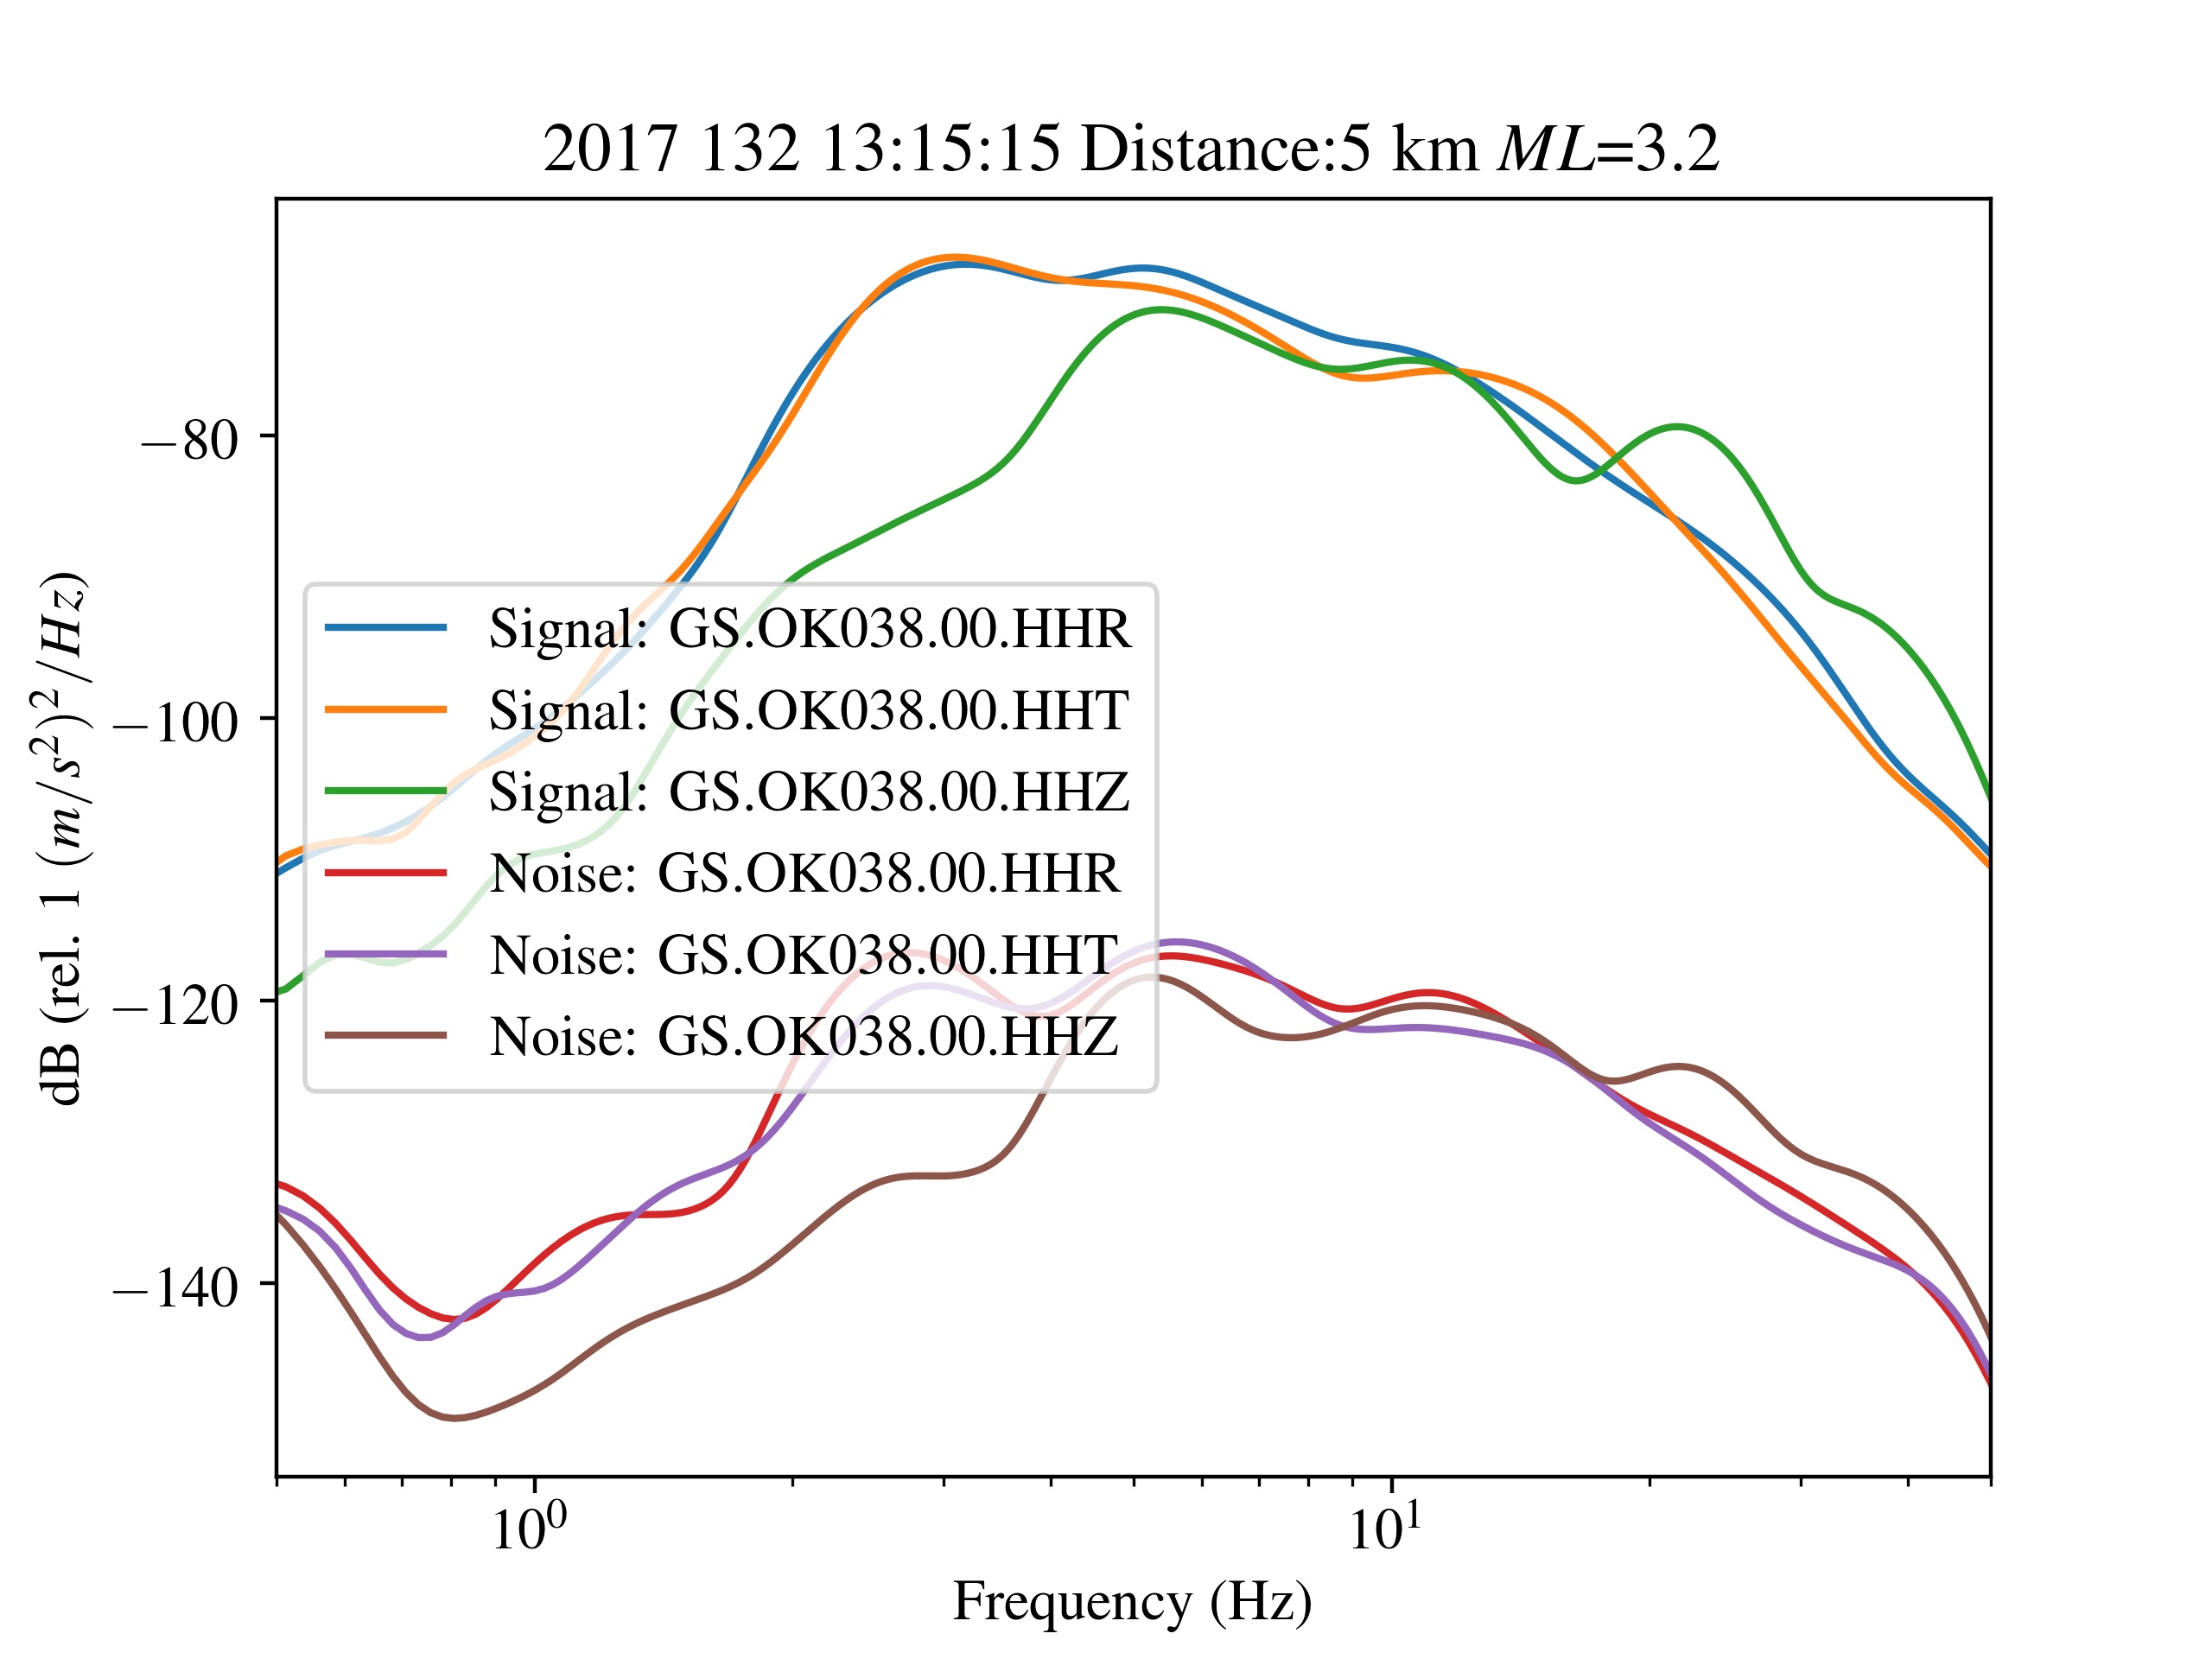 2017 132 13:15:15 Distance:5 km ML=3.2
dB (rel. 1 (m/s²)²/Hz)
−80
−100
−120
−140
Signal: GS.OK038.00.HHR
Signal: GS.OK038.00.HHT
Signal: GS.OK038.00.HHZ
Noise: GS.OK038.00.HHR
Noise: GS.OK038.00.HHT
Noise: GS.OK038.00.HHZ
10⁰ 10¹
Frequency (Hz)